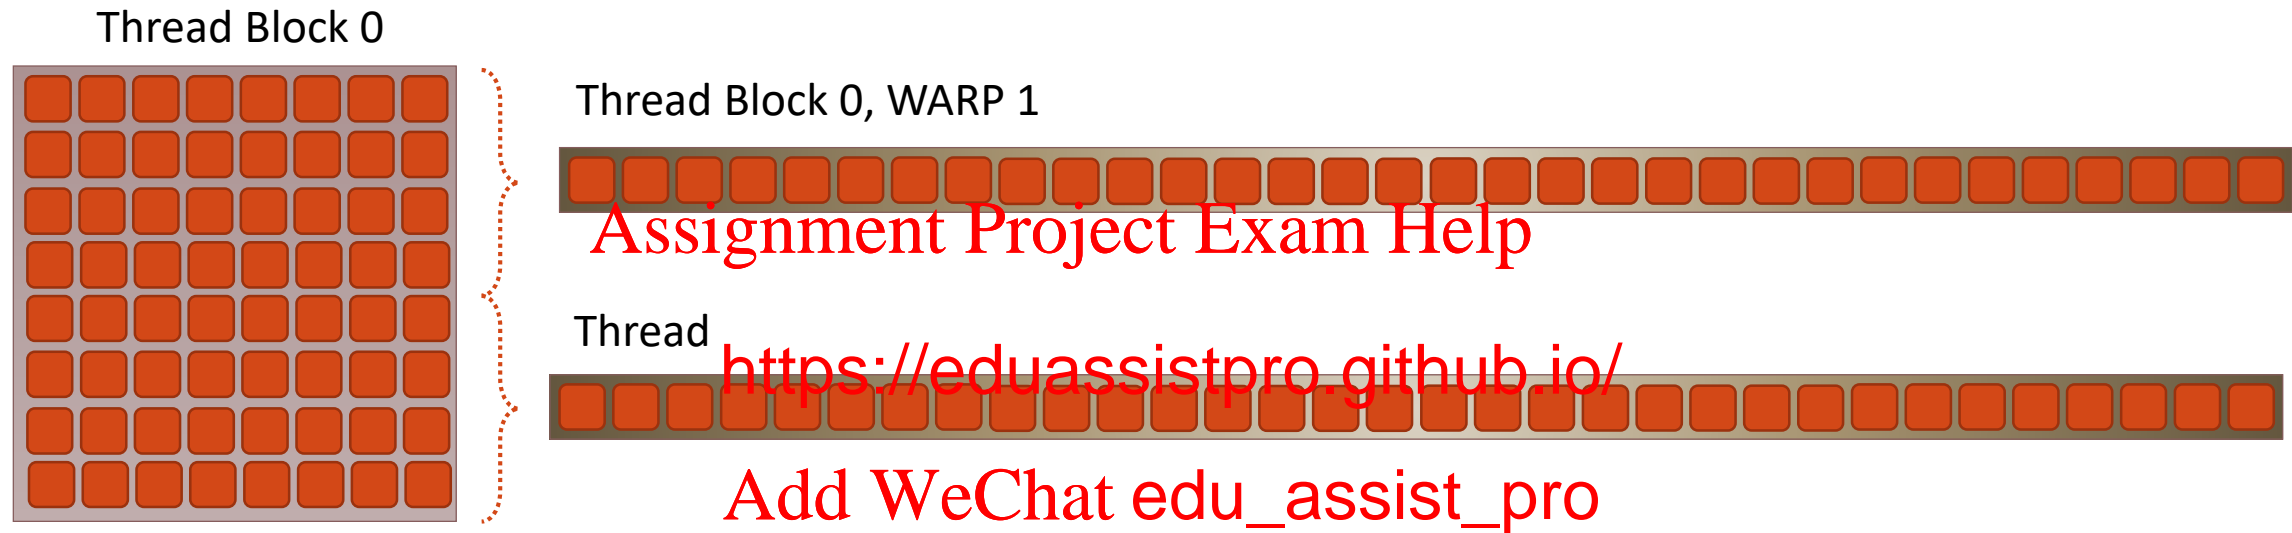 Thread Block 0
Thread Block 0, WARP 1
Assignment Project Exam Help
Thread
https://eduassistpro.github.io/
Add WeChat edu_assist_pro